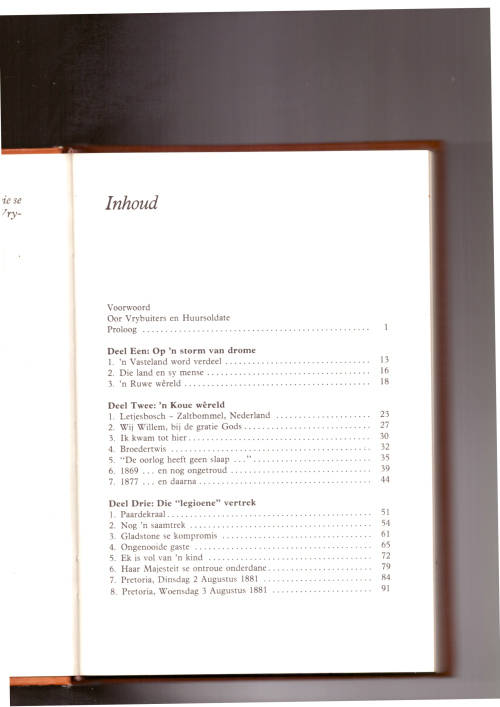 ie se
Vry-
Inhoud
Voorwoord
Oor Vrybuiters en Huursoldate
Proloog .................................................. 1
Deel Een: Op 'n storm van drome
1. 'n Vasteland word verdeel ................................ 13
2. Die land en sy mense .................................... 16
3. 'n Ruwe wêreld ......................................... 18
Deel Twee: 'n Koue wêreld
1. Letjesbosch – Zaltbommel, Nederland ..................... 23
2. Wij Willem, bij de gratie Gods ............................ 27
3. Ik kwam tot hier ........................................ 30
4. Broedertwis ............................................ 32
5. "De oorlog heeft geen slaap ..." .......................... 35
6. 1869 ... en nog ongetroud ............................... 39
7. 1877 ... en daarna ...................................... 44
Deel Drie: Die "legioene" vertrek
1. Paardekraal ............................................. 51
2. Nog 'n saamtrek ........................................ 54
3. Gladstone se kompromis ................................. 61
4. Ongenooide gaste ....................................... 65
5. Ek is vol van 'n kind .................................... 72
6. Haar Majesteit se ontroue onderdane ....................... 79
7. Pretoria, Dinsdag 2 Augustus 1881 ........................ 84
8. Pretoria, Woensdag 3 Augustus 1881 ...................... 91